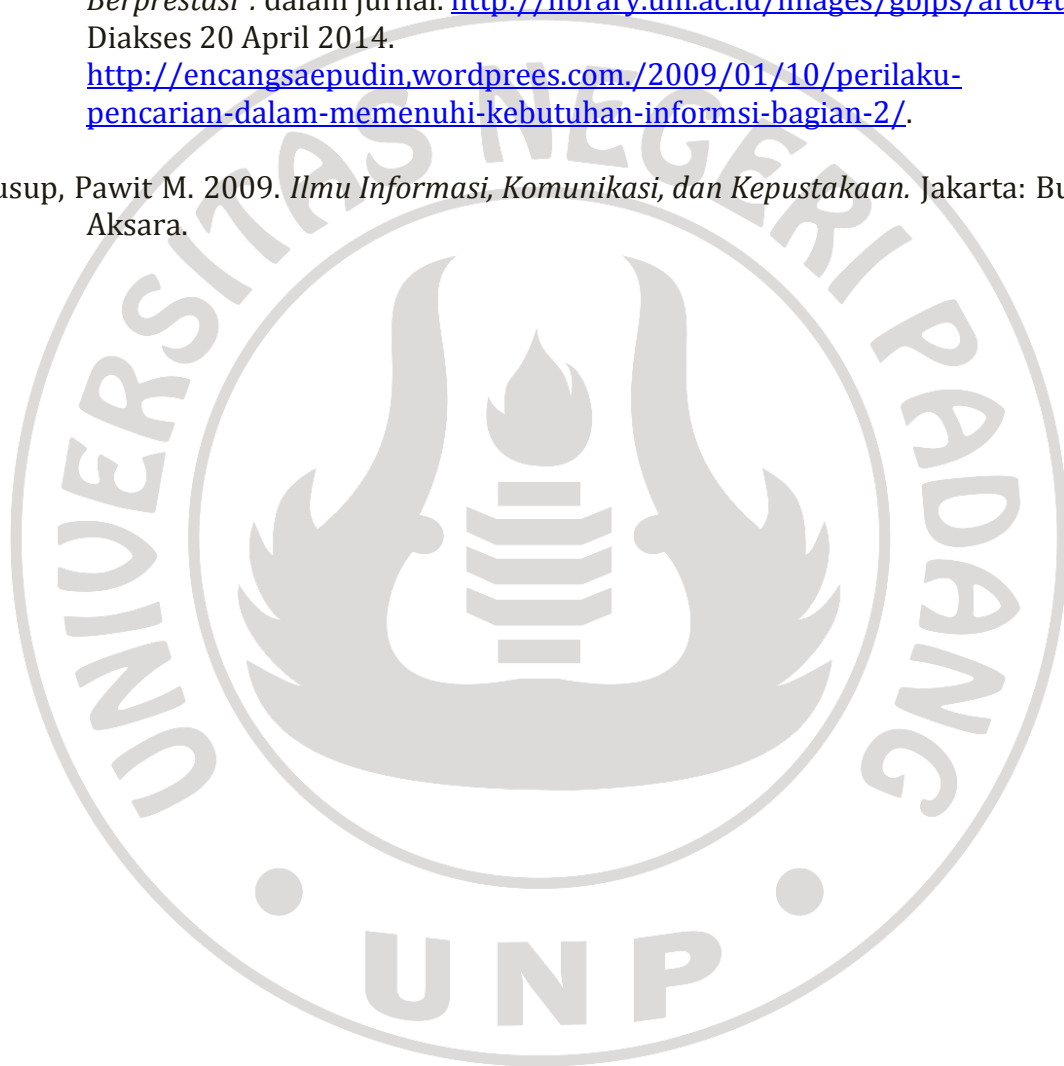 Berprestasi". dalam jurnal. http://library.um.ac.id/images/gbjps/art04
Diakses 20 April 2014.
http://encangsaepudin,wordprees.com./2009/01/10/perilaku-
pencarian-dalam-memenuhi-kebutuhan-informsi-bagian-2/.
usup, Pawit M. 2009. Ilmu Informasi, Komunikasi, dan Kepustakaan. Jakarta: Bu
Aksara.
UNIVERSITAS NEGERI PADANG
UNP